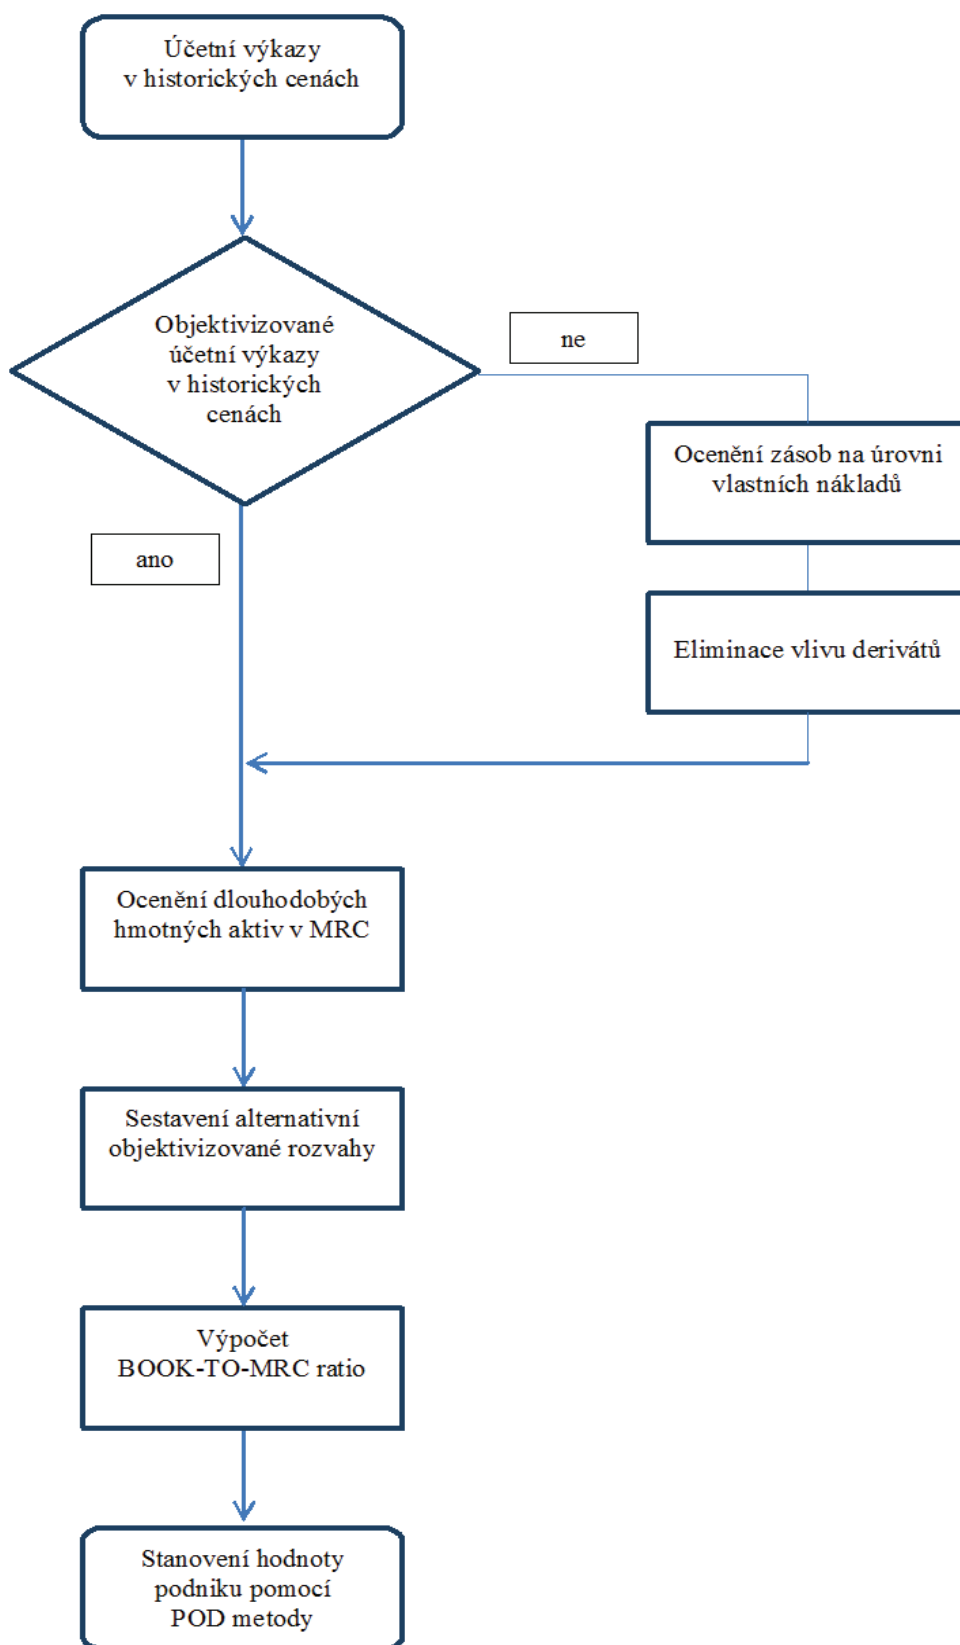 Účetní výkazy
v historických cenách
Objektivizované
účetní výkazy
v historických
cenách
ne
Ocenění zásob na úrovni
vlastních nákladů
ano
Eliminace vlivu derivátů
Ocenění dlouhodobých
hmotných aktiv v MRC
Sestavení alternativní
objektivizované rozvahy
Výpočet
BOOK-TO-MRC ratio
Stanovení hodnoty
podniku pomocí
POD metody